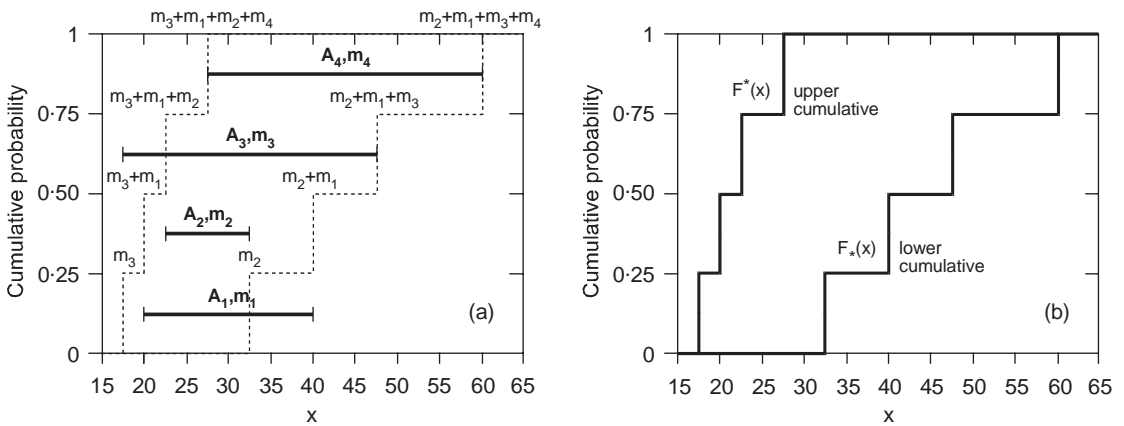 m3+m1+m2+m4
m2+m1+m3+m4
1
A4,m4
m3+m1+m2
m2+m1+m3
0·75
A3,m3
m3+m1
m2+m1
0·50
A2,m2
m3
m2
0·25
A1,m1
(a)
0
15 20 25 30 35 40 45 50 55 60 65
x
Cumulative probability
1
F*(x)
upper
cumulative
0·75
0·50
F*(x)
lower
cumulative
0·25
(b)
0
15 20 25 30 35 40 45 50 55 60 65
x
Cumulative probability